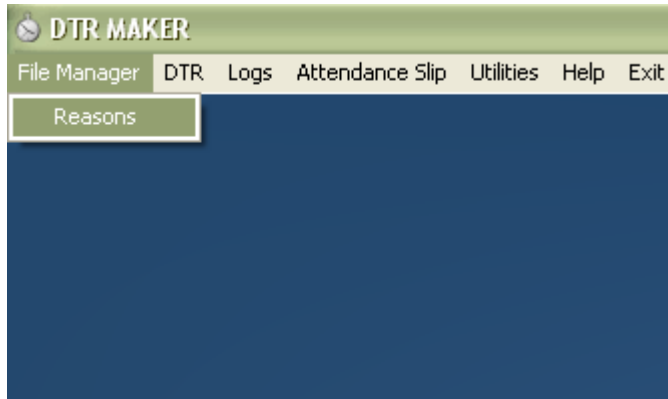 DTR MAKER
File Manager DTR Logs Attendance Slip Utilities Help Exit
Reasons